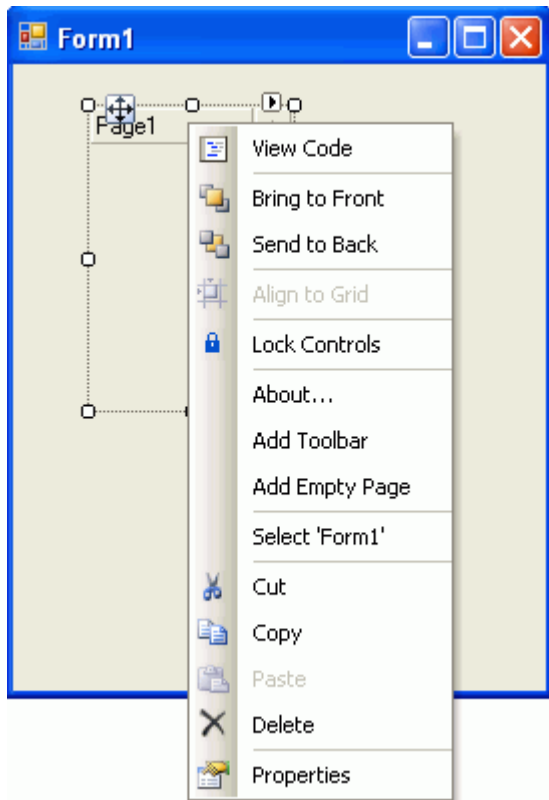 Form1
Page1
View Code
Bring to Front
Send to Back
Align to Grid
Lock Controls
About...
Add Toolbar
Add Empty Page
Select 'Form1'
Cut
Copy
Paste
Delete
Properties